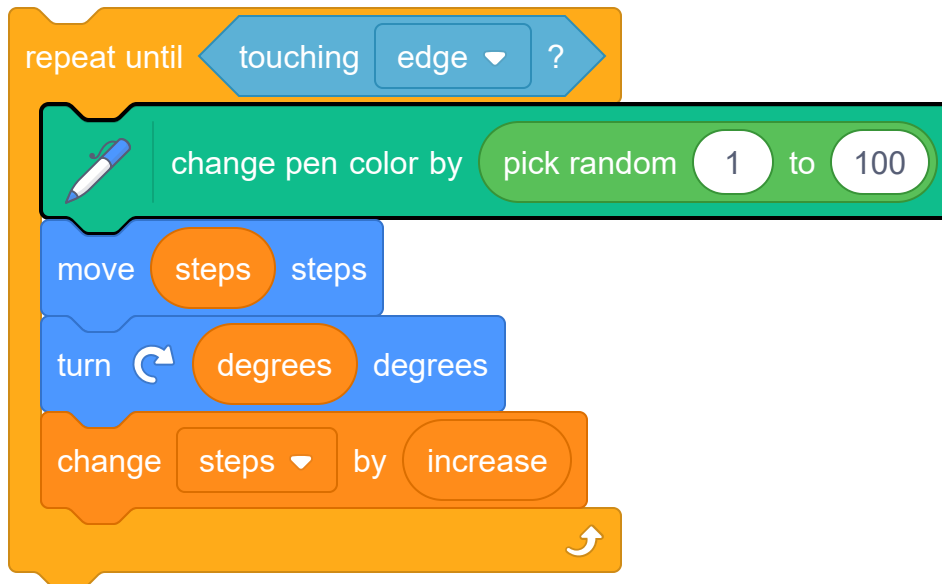 repeat until touching edge ?
change pen color by pick random 1 to 100
move steps steps
turn degrees degrees
change steps by increase